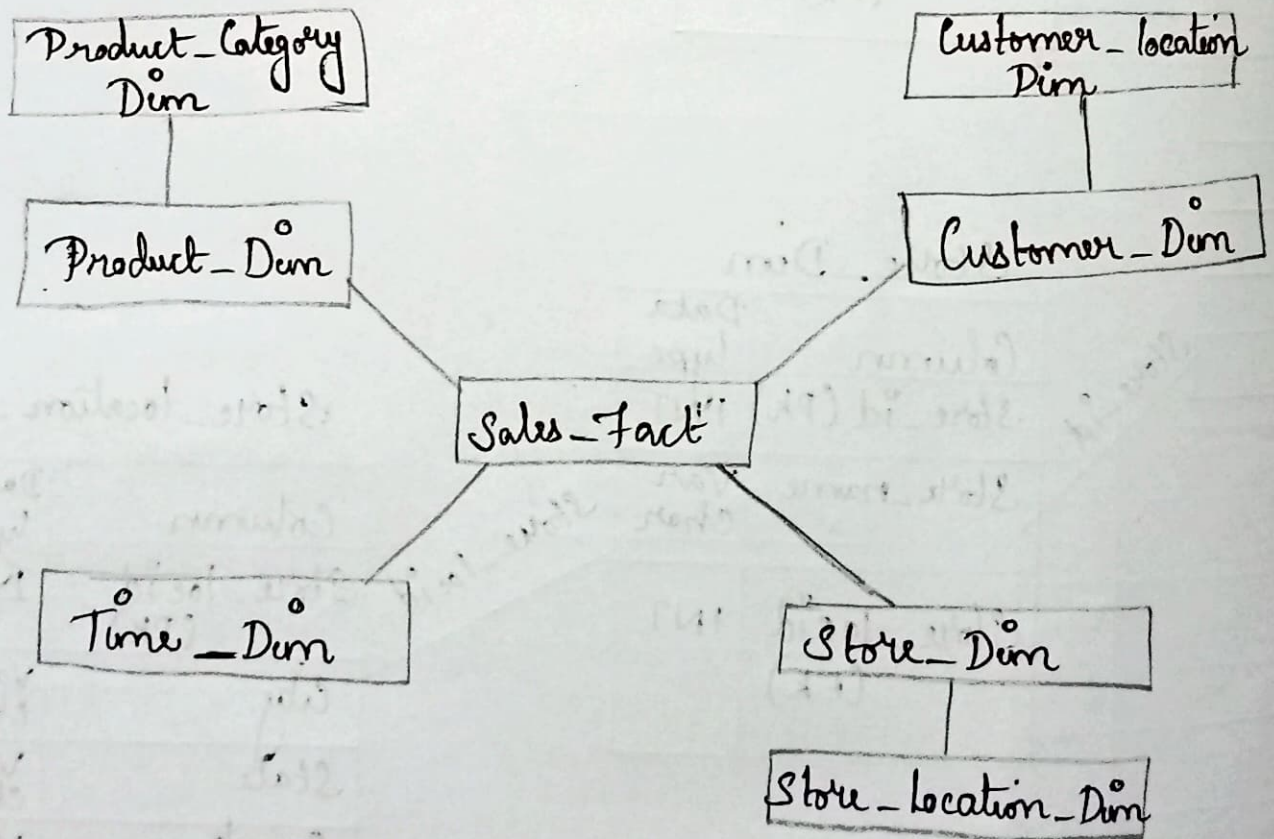 Product_Category
Dim
Customer_location
Dim
Product_Dim
Customer_Dim
Sales_Fact
Time_Dim
Store_Dim
Store_Location_Dim